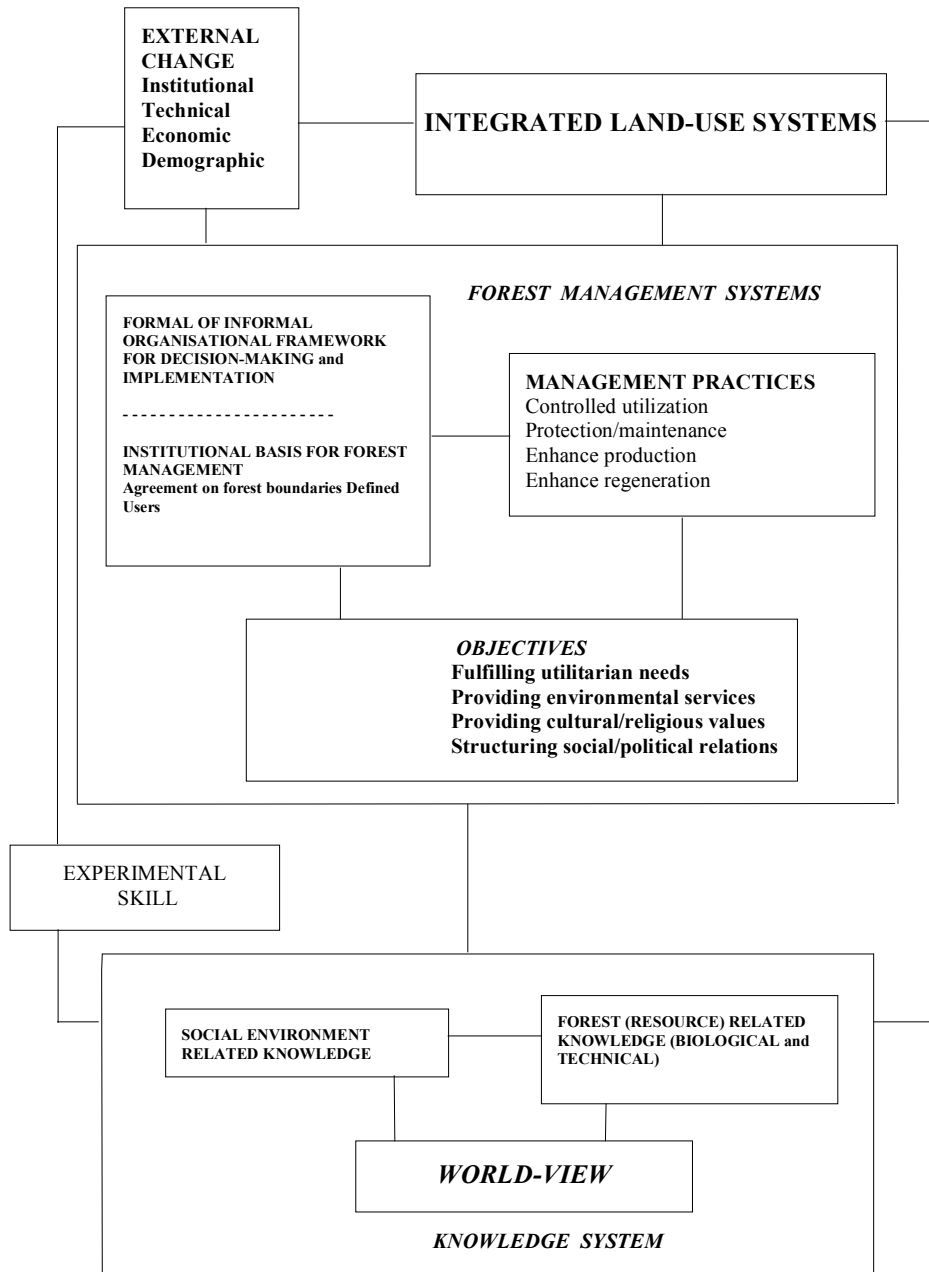 EXTERNAL
CHANGE
Institutional
Technical
Economic
Demographic
INTEGRATED LAND-USE SYSTEMS
FOREST MANAGEMENT SYSTEMS
FORMAL OF INFORMAL
ORGANISATIONAL FRAMEWORK
FOR DECISION-MAKING and
IMPLEMENTATION
- - - - - - - - - - - - - - - - - - - - - - -
INSTITUTIONAL BASIS FOR FOREST
MANAGEMENT
Agreement on forest boundaries Defined
Users
MANAGEMENT PRACTICES
Controlled utilization
Protection/maintenance
Enhance production
Enhance regeneration
OBJECTIVES
Fulfilling utilitarian needs
Providing environmental services
Providing cultural/religious values
Structuring social/political relations
EXPERIMENTAL
SKILL
SOCIAL ENVIRONMENT
RELATED KNOWLEDGE
FOREST (RESOURCE) RELATED
KNOWLEDGE (BIOLOGICAL and
TECHNICAL)
WORLD-VIEW
KNOWLEDGE SYSTEM